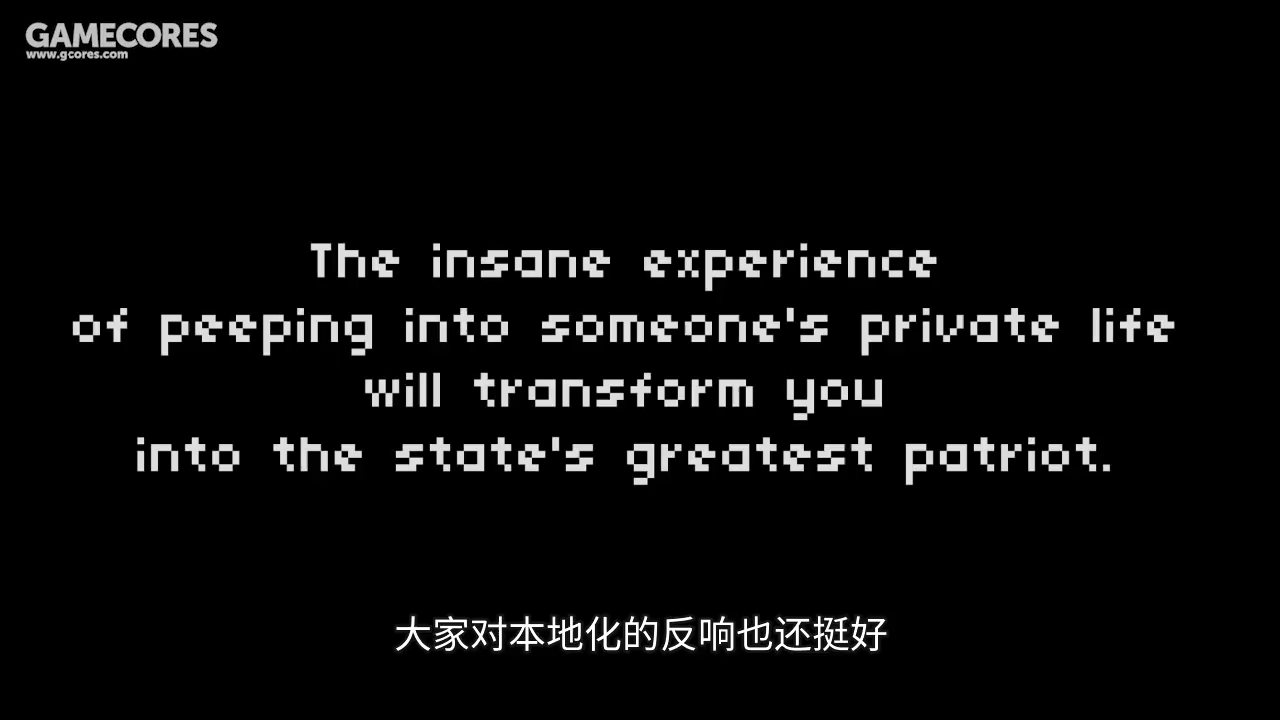 GAMECORES
www.gcores.com
The insane experience
of peeping into someone's private life
will transform you
into the state's greatest patriot.
大家对本地化的反响也还挺好